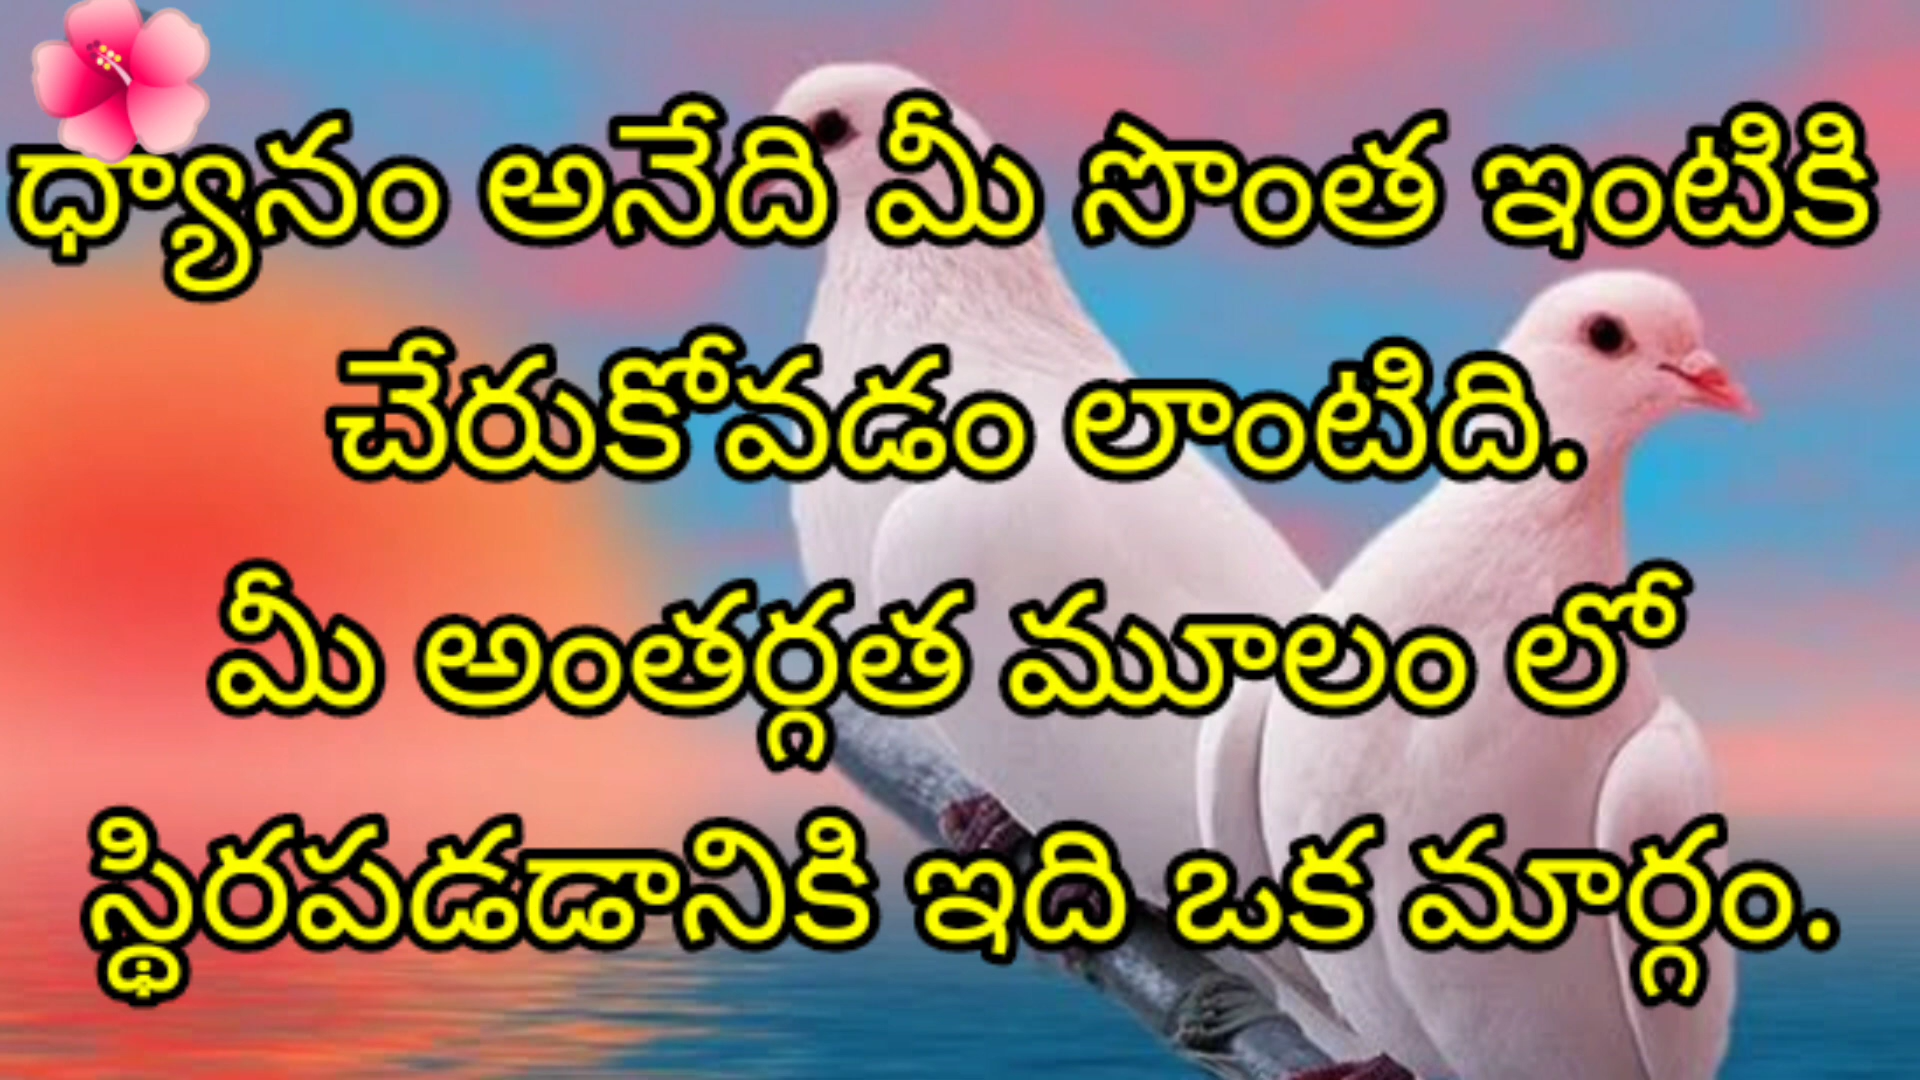 ధ్యానం అనేది మీ సొంత ఇంటికి
చేరుకోవడం లాంటిది.
మీ అంతర్గత మూలం లో
స్థిరపడడానికి ఇది ఒక మార్గం.